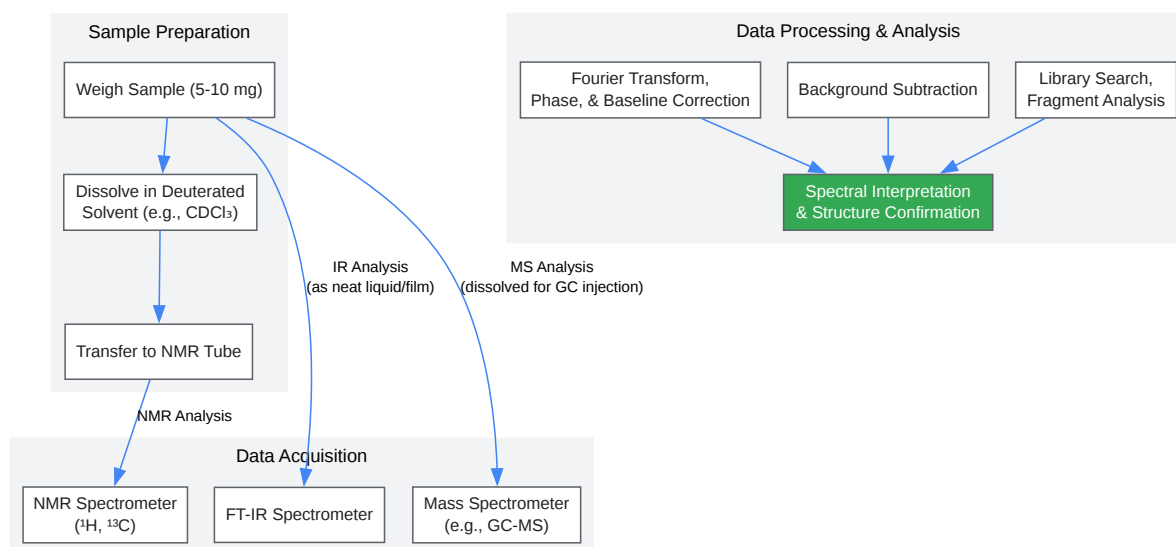 Sample Preparation
Weigh Sample (5-10 mg)
Dissolve in Deuterated
Solvent (e.g., CDCl₃)
Transfer to NMR Tube
NMR Analysis
IR Analysis
(as neat liquid/film)
MS Analysis
(dissolved for GC injection)
Data Acquisition
NMR Spectrometer
(¹H, ¹³C)
FT-IR Spectrometer
Mass Spectrometer
(e.g., GC-MS)
Data Processing & Analysis
Fourier Transform,
Phase, & Baseline Correction
Background Subtraction
Library Search,
Fragment Analysis
Spectral Interpretation
& Structure Confirmation